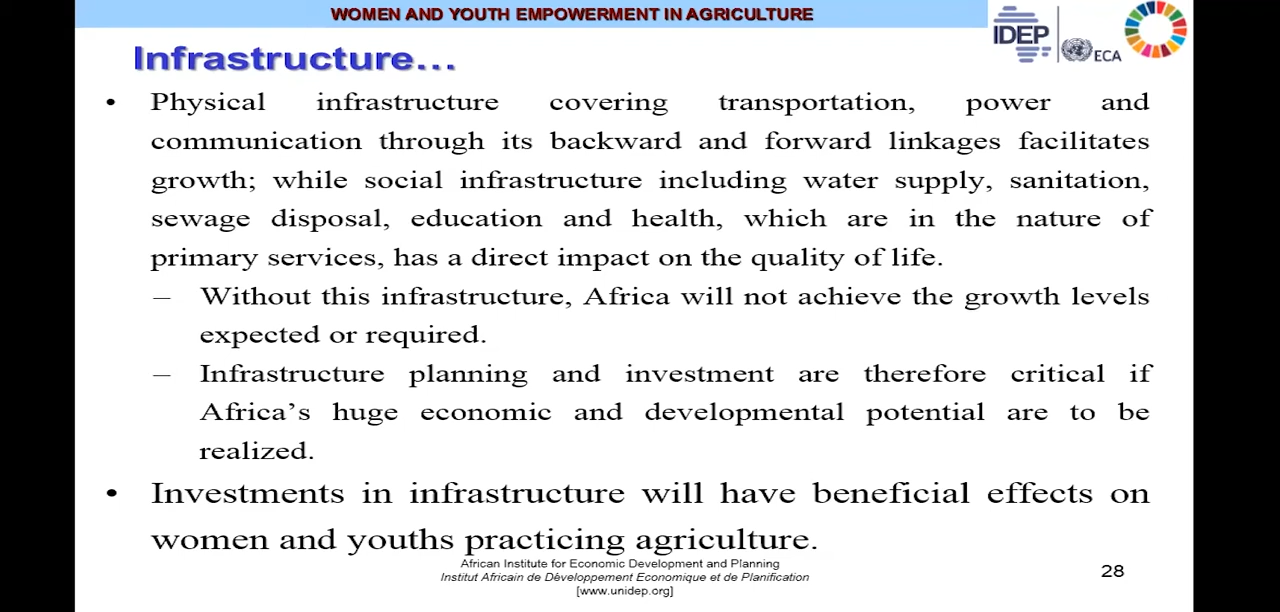 WOMEN AND YOUTH EMPOWERMENT IN AGRICULTURE
IDEP
ECA
Infrastructure…
• Physical infrastructure covering transportation, power and
communication through its backward and forward linkages facilitates
growth; while social infrastructure including water supply, sanitation,
sewage disposal, education and health, which are in the nature of
primary services, has a direct impact on the quality of life.
– Without this infrastructure, Africa will not achieve the growth levels
expected or required.
– Infrastructure planning and investment are therefore critical if
Africa's huge economic and developmental potential are to be
realized.
• Investments in infrastructure will have beneficial effects on
women and youths practicing agriculture.
African Institute for Economic Development and Planning
Institut Africain de Développement Economique et de Planification
[www.unidep.org]
28